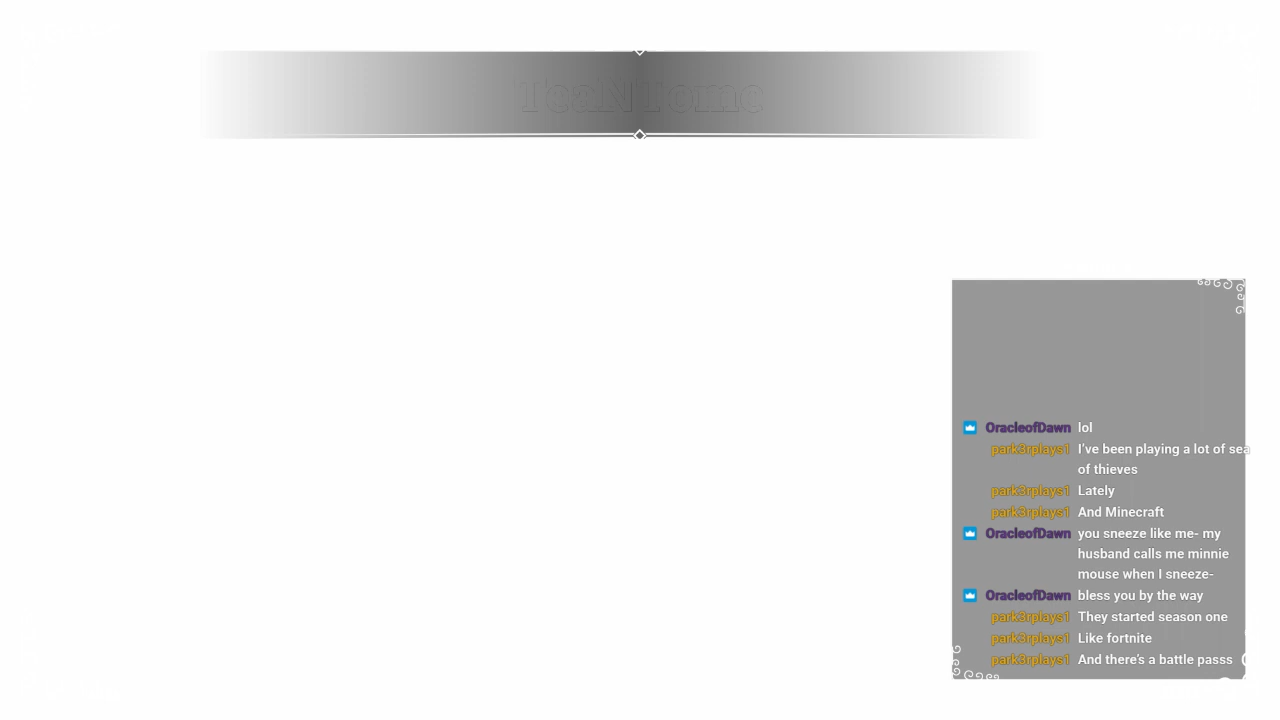 TeaNTome
OracleofDawn lol
park3rplays1 I've been playing a lot of sea
of thieves
park3rplays1 Lately
park3rplays1 And Minecraft
OracleofDawn you sneeze like me- my
husband calls me minnie
mouse when I sneeze-
OracleofDawn bless you by the way
park3rplays1 They started season one
park3rplays1 Like fortnite
park3rplays1 And there's a battle passs